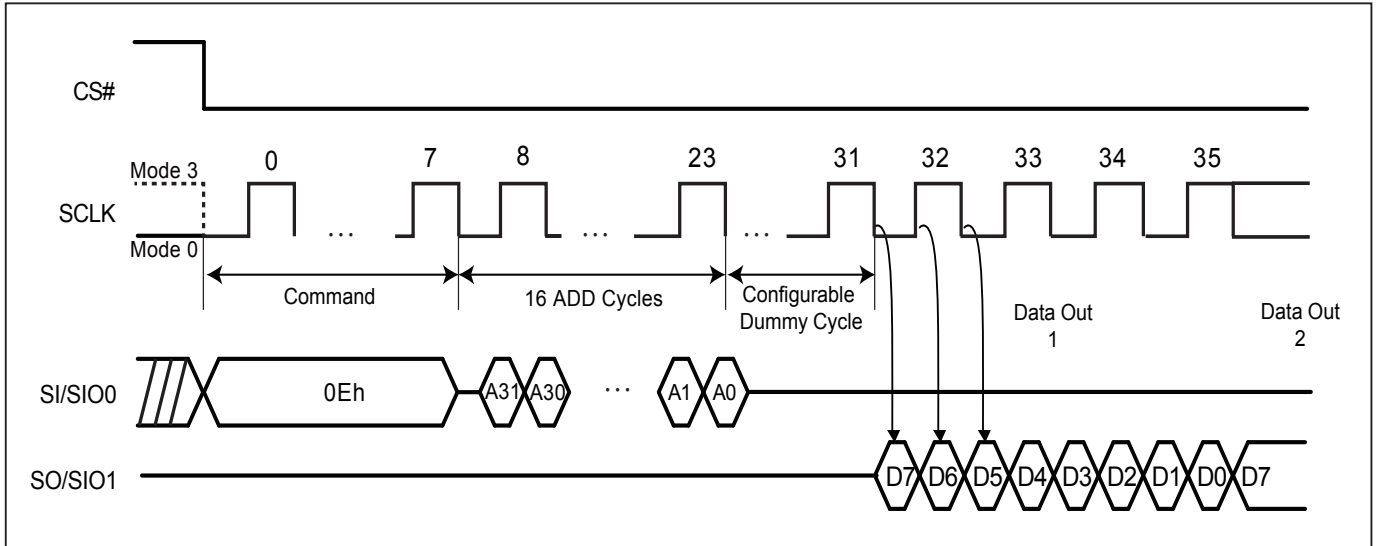 CS#
Mode 3
0 7 8 23 31 32 33 34 35
SCLK
... ... ...
Mode 0
Command
16 ADD Cycles
Configurable
Dummy Cycle
Data Out
1
Data Out
2
SI/SIO0
0Eh
A31 A30 ... A1 A0
SO/SIO1
D7 D6 D5 D4 D3 D2 D1 D0 D7